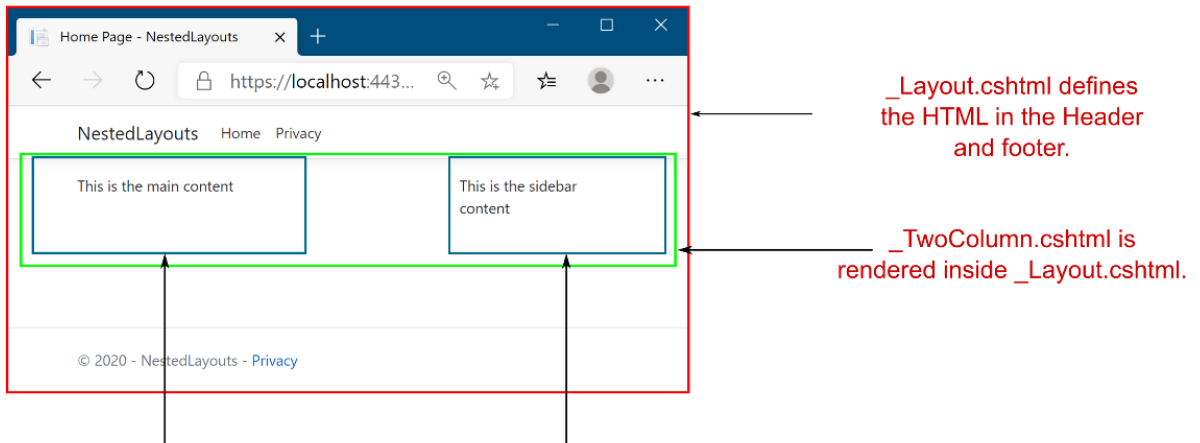 Home Page - NestedLayouts
https://localhost:443...
NestedLayouts Home Privacy
This is the main content
This is the sidebar
content
© 2020 - NestedLayouts - Privacy
_Layout.cshtml defines
the HTML in the Header
and footer.
_TwoColumn.cshtml is
rendered inside _Layout.cshtml.